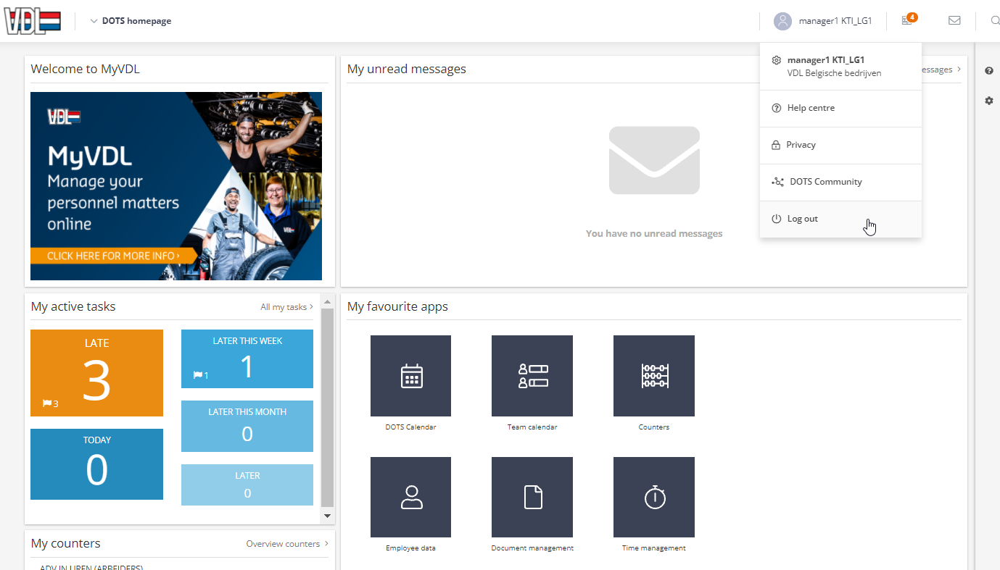 VDL
DOTS homepage
manager1 KTI_LG1
4
manager1 KTI_LG1
VDL Belgische bedrijven
Help centre
Privacy
DOTS Community
Log out
Welcome to MyVDL
VDL
MyVDL
Manage your
personnel matters
online
CLICK HERE FOR MORE INFO ›
VDL
My unread messages
essages
You have no unread messages
My active tasks
All my tasks
LATE
3
3
LATER THIS WEEK
1
1
LATER THIS MONTH
0
TODAY
0
LATER
0
My favourite apps
DOTS Calendar
Team calendar
Counters
Employee data
Document management
Time management
My counters
Overview counters
ADV IN UREN (ARBEIDERS)